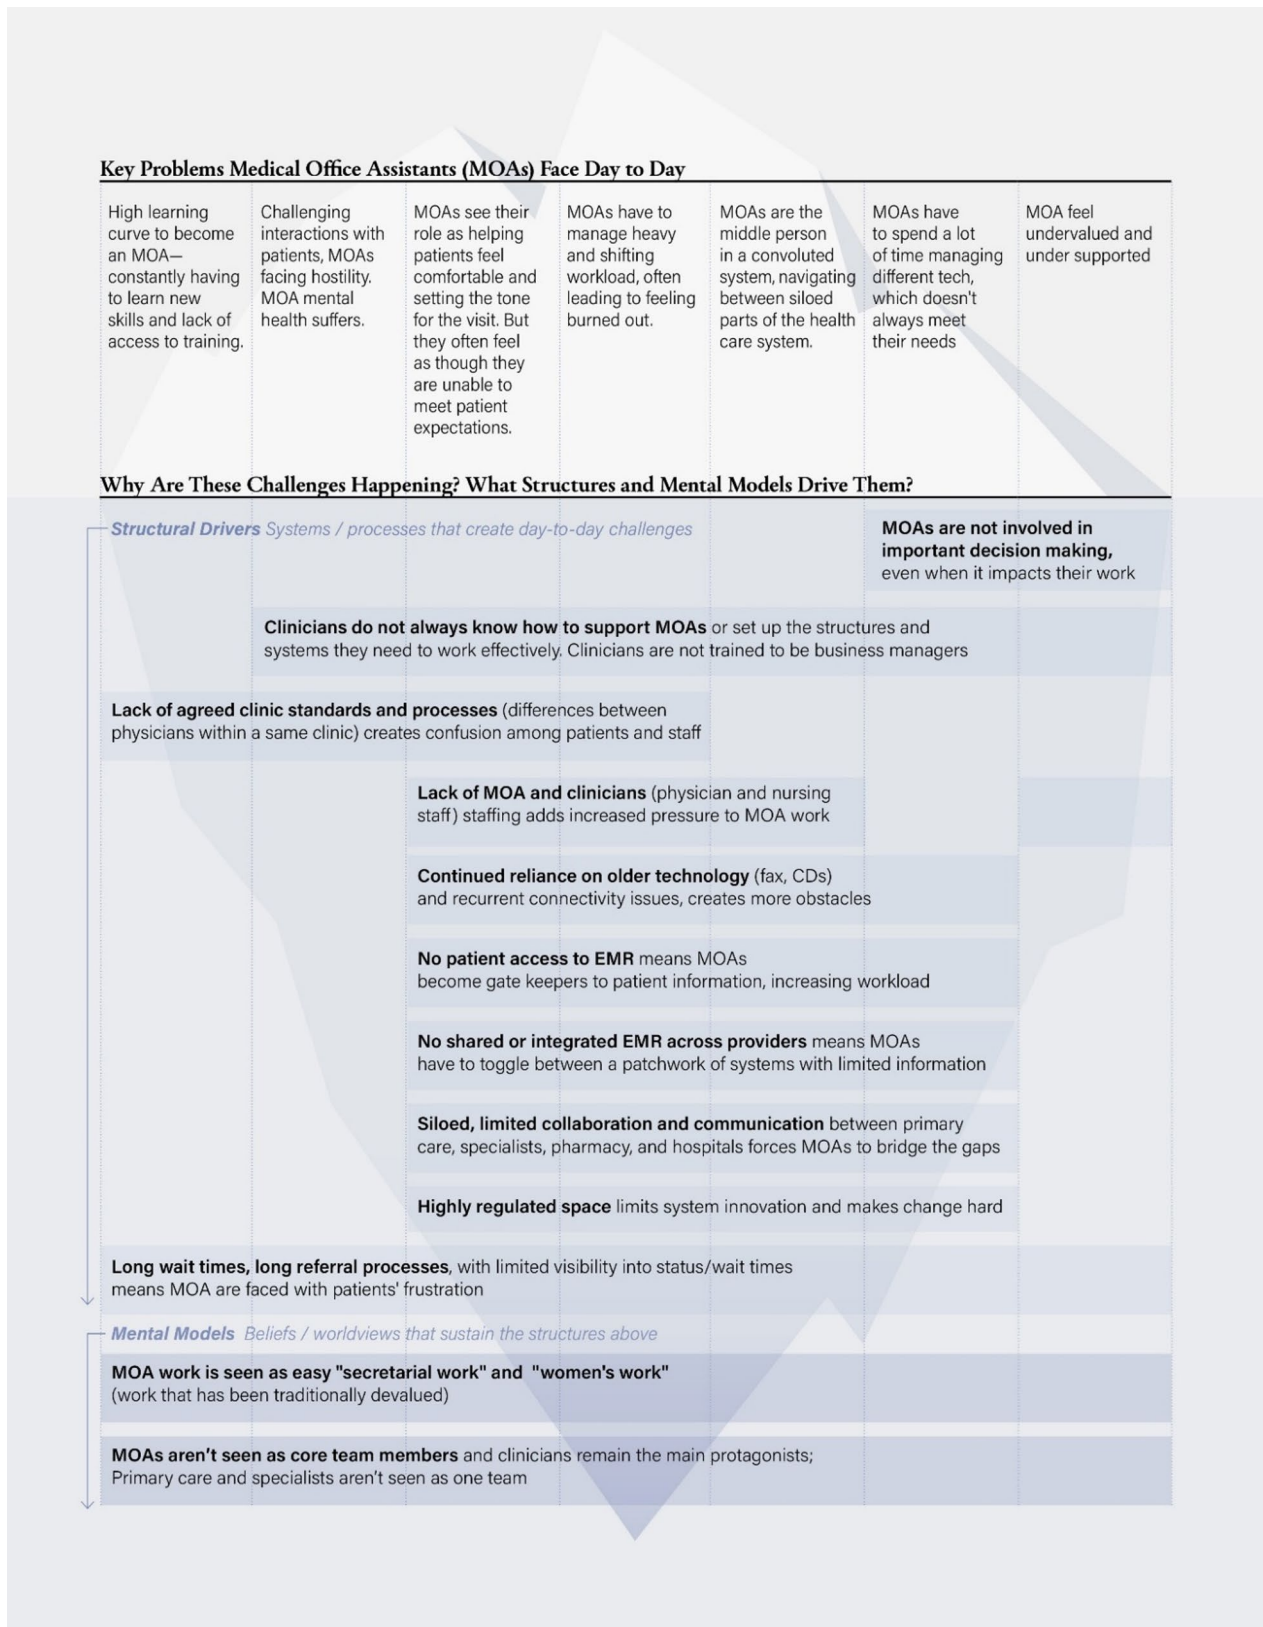 Key Problems Medical Office Assistants (MOAs) Face Day to Day
High learning
curve to become
an MOA—
constantly having
to learn new
skills and lack of
access to training.
Challenging
interactions with
patients, MOAs
facing hostility.
MOA mental
health suffers.
MOAs see their
role as helping
patients feel
comfortable and
setting the tone
for the visit. But
they often feel
as though they
are unable to
meet patient
expectations.
MOAs have to
manage heavy
and shifting
workload, often
leading to feeling
burned out.
MOAs are the
middle person
in a convoluted
system, navigating
between siloed
parts of the health
care system.
MOAs have
to spend a lot
of time managing
different tech,
which doesn't
always meet
their needs
MOA feel
undervalued and
under supported
Why Are These Challenges Happening? What Structures and Mental Models Drive Them?
Structural Drivers Systems / processes that create day-to-day challenges
MOAs are not involved in
important decision making,
even when it impacts their work
Clinicians do not always know how to support MOAs or set up the structures and
systems they need to work effectively. Clinicians are not trained to be business managers
Lack of agreed clinic standards and processes (differences between
physicians within a same clinic) creates confusion among patients and staff
Lack of MOA and clinicians (physician and nursing
staff) staffing adds increased pressure to MOA work
Continued reliance on older technology (fax, CDs)
and recurrent connectivity issues, creates more obstacles
No patient access to EMR means MOAs
become gate keepers to patient information, increasing workload
No shared or integrated EMR across providers means MOAs
have to toggle between a patchwork of systems with limited information
Siloed, limited collaboration and communication between primary
care, specialists, pharmacy, and hospitals forces MOAs to bridge the gaps
Highly regulated space limits system innovation and makes change hard
Long wait times, long referral processes, with limited visibility into status/wait times
means MOA are faced with patients' frustration
Mental Models Beliefs / worldviews that sustain the structures above
MOA work is seen as easy "secretarial work" and "women's work"
(work that has been traditionally devalued)
MOAs aren't seen as core team members and clinicians remain the main protagonists;
Primary care and specialists aren't seen as one team